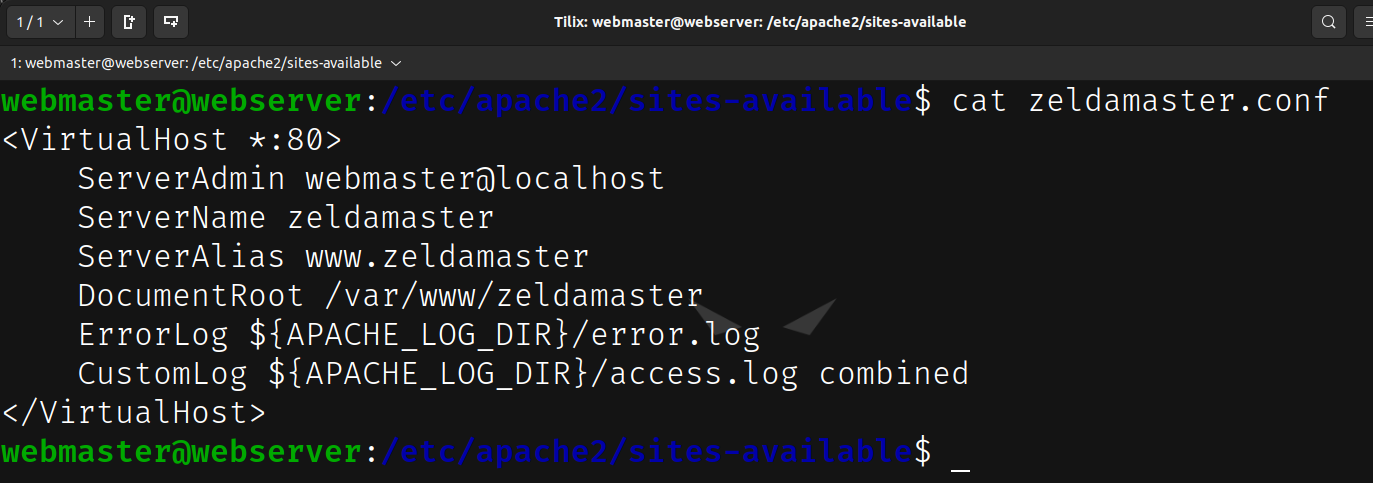 1 / 1
Tilix: webmaster@webserver: /etc/apache2/sites-available
1: webmaster@webserver: /etc/apache2/sites-available
webmaster@webserver:/etc/apache2/sites-available$ cat zeldamaster.conf
<VirtualHost *:80>
    ServerAdmin webmaster@localhost
    ServerName zeldamaster
    ServerAlias www.zeldamaster
    DocumentRoot /var/www/zeldamaster
    ErrorLog ${APACHE_LOG_DIR}/error.log
    CustomLog ${APACHE_LOG_DIR}/access.log combined
</VirtualHost>
webmaster@webserver:/etc/apache2/sites-available$ _